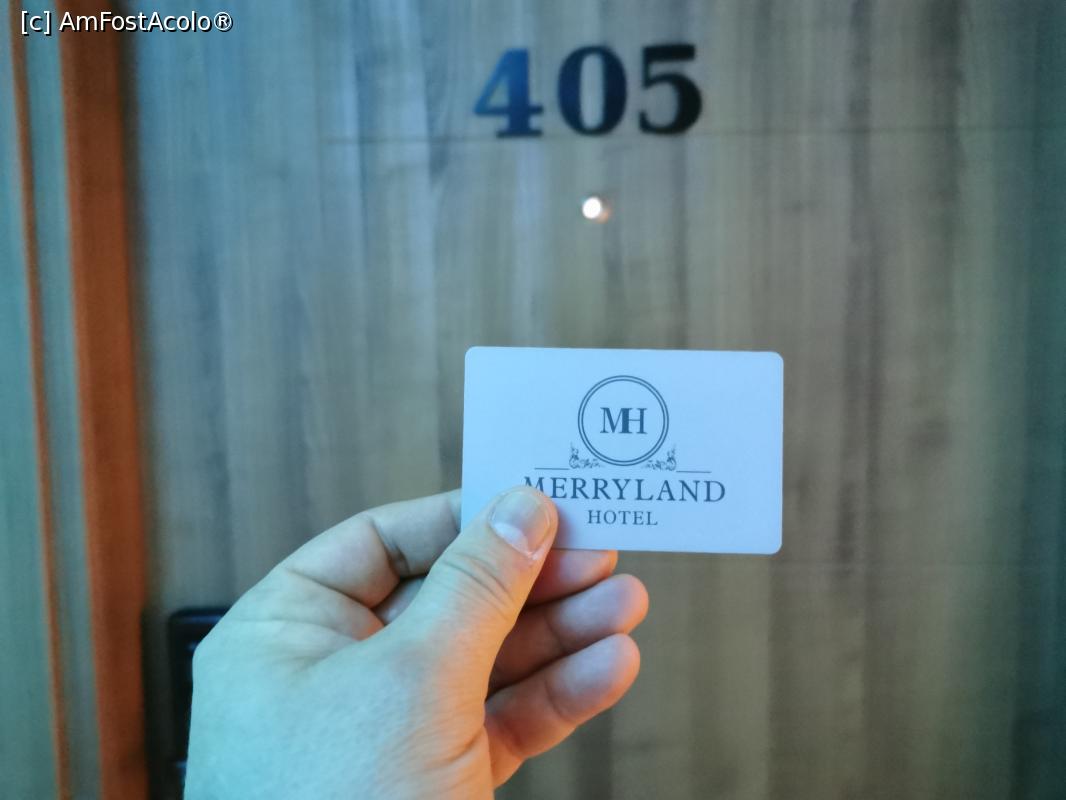 [c] AmFostAcolo®
405
MH
MERRYLAND
HOTEL